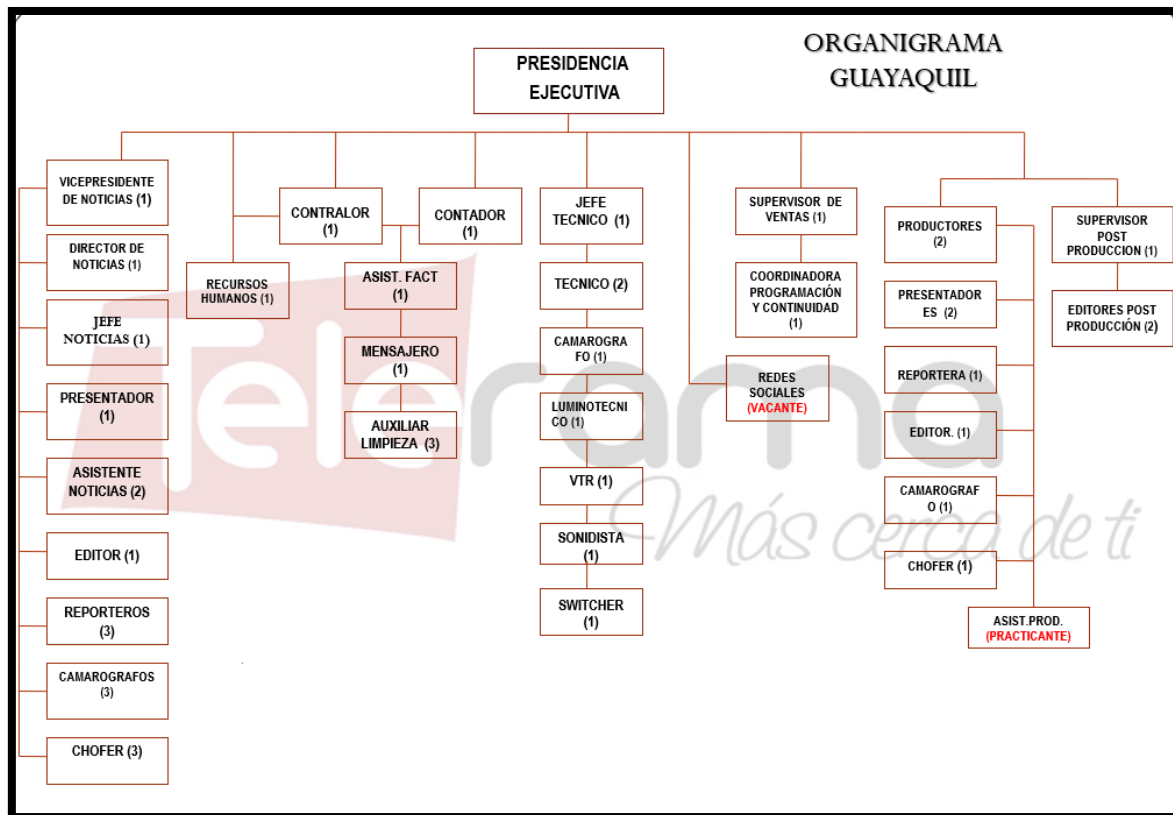 ORGANIGRAMA
GUAYAQUIL
PRESIDENCIA
EJECUTIVA
VICEPRESIDENTE
DE NOTICIAS (1)
DIRECTOR DE
NOTICIAS (1)
JEFE
NOTICIAS (1)
PRESENTADOR
(1)
ASISTENTE
NOTICIAS (2)
EDITOR (1)
REPORTEROS
(3)
CAMAROGRAFOS
(3)
CHOFER (3)
RECURSOS
HUMANOS (1)
CONTRALOR
(1)
CONTADOR
(1)
ASIST. FACT
(1)
MENSAJERO
(1)
AUXILIAR
LIMPIEZA (3)
JEFE
TECNICO (1)
TECNICO (2)
CAMAROGRA
FO (1)
LUMINOTECNI
CO (1)
VTR (1)
SONIDISTA
(1)
SWITCHER
(1)
SUPERVISOR DE
VENTAS (1)
COORDINADORA
PROGRAMACIÓN
Y CONTINUIDAD
(1)
REDES
SOCIALES
(VACANTE)
PRODUCTORES
(2)
PRESENTADOR
ES (2)
REPORTERA (1)
EDITOR. (1)
CAMAROGRAF
O (1)
CHOFER (1)
ASIST.PROD.
(PRACTICANTE)
SUPERVISOR
POST
PRODUCCION (1)
EDITORES POST
PRODUCCIÓN (2)
Telerama
Más cerca de ti